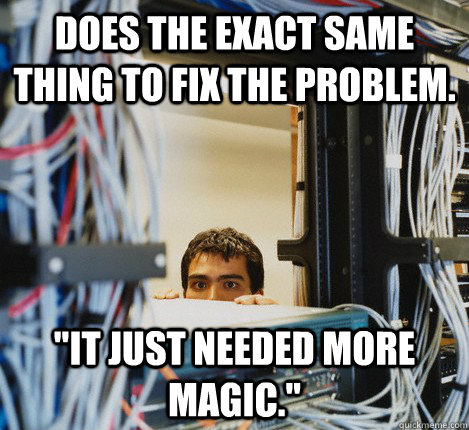 DOES THE EXACT SAME
THING TO FIX THE PROBLEM.
"IT JUST NEEDED MORE
MAGIC."
quickmeme.com